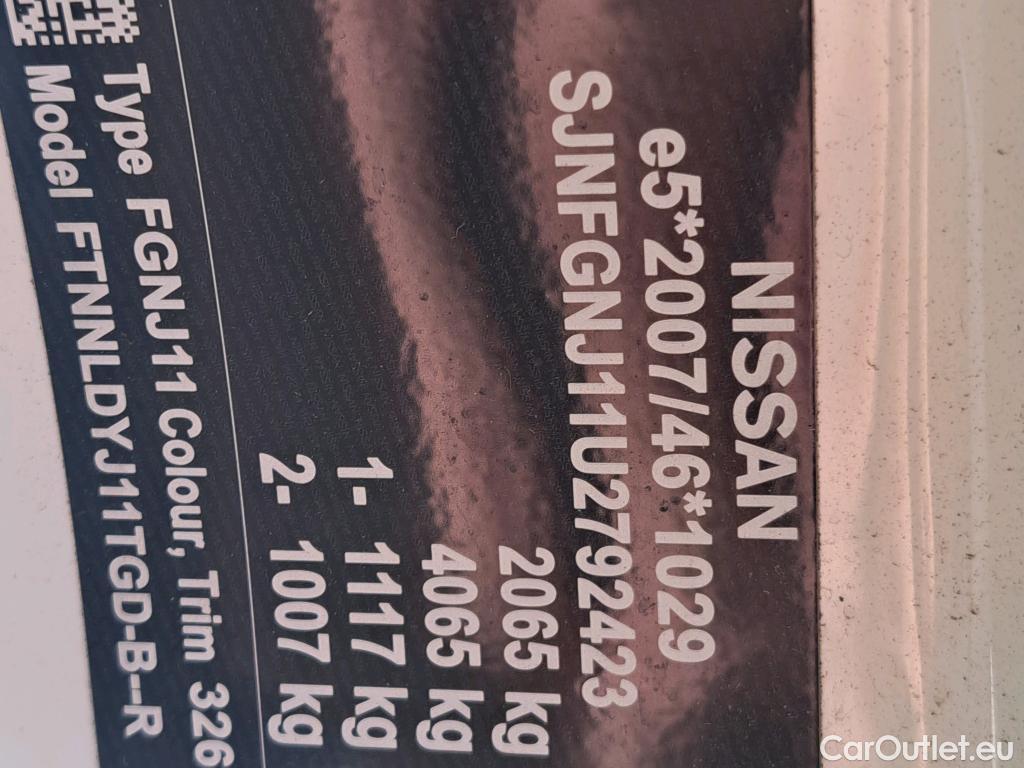 NISSAN
e5*2007/46*1029
SJNFGNJ11U2792423
2065 kg
4065 kg
1- 1117 kg
2- 1007 kg
Type FGNJ11 Colour, Trim 326
Model FTNNLDYJ11TGD-B--R
CarOutlet.eu